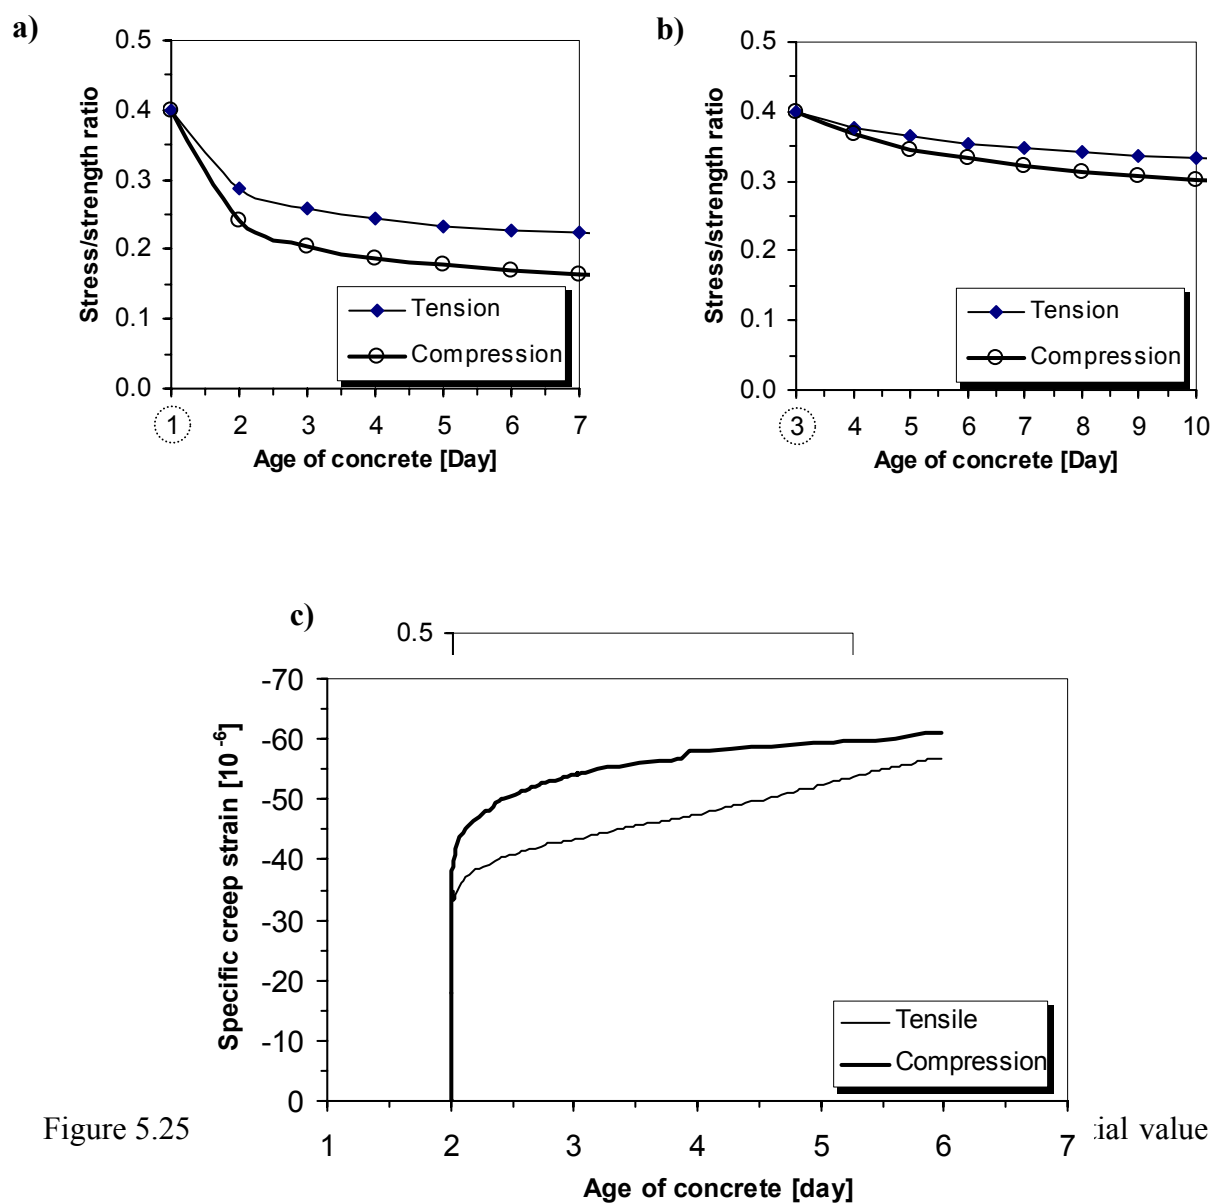 a)
Stress/strength ratio
0.5
0.4
0.3
0.2
0.1
0.0
Tension
Compression
1 2 3 4 5 6 7
Age of concrete [Day]
b)
Stress/strength ratio
0.5
0.4
0.3
0.2
0.1
0.0
Tension
Compression
3 4 5 6 7 8 9 10
Age of concrete [Day]
c)
0.5
Specific creep strain [10 -6]
-70
-60
-50
-40
-30
-20
-10
0
Tensile
Compression
1 2 3 4 5 6 7
Age of concrete [day]
Figure 5.25 tial value